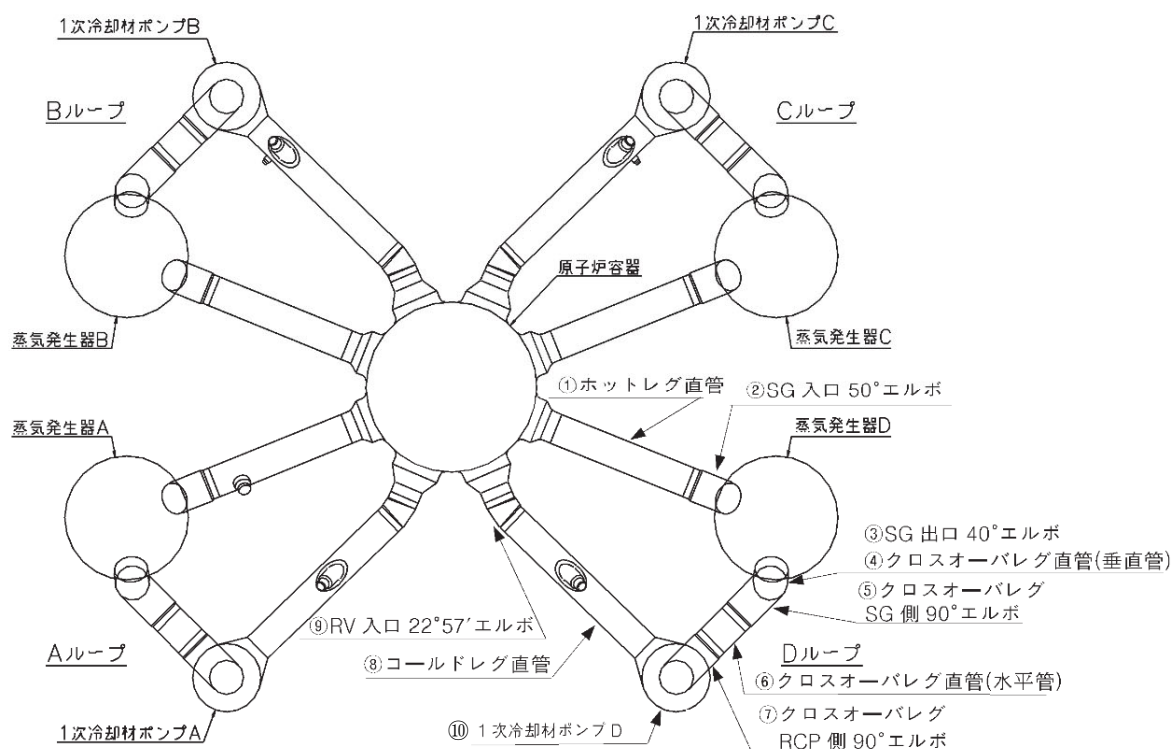 1次冷却材ポンプB
1次冷却材ポンプC
Bループ
Cループ
原子炉容器
蒸気発生器B
蒸気発生器C
①ホットレグ直管
②SG 入口 50°エルボ
蒸気発生器A
蒸気発生器D
③SG 出口 40°エルボ
④クロスオーバレグ直管(垂直管)
⑤クロスオーバレグ
SG 側 90°エルボ
⑨RV 入口 22°57′エルボ
Aループ
⑧コールドレグ直管
Dループ
⑥クロスオーバレグ直管(水平管)
⑦クロスオーバレグ
RCP 側 90°エルボ
1次冷却材ポンプA
⑩ 1次冷却材ポンプD